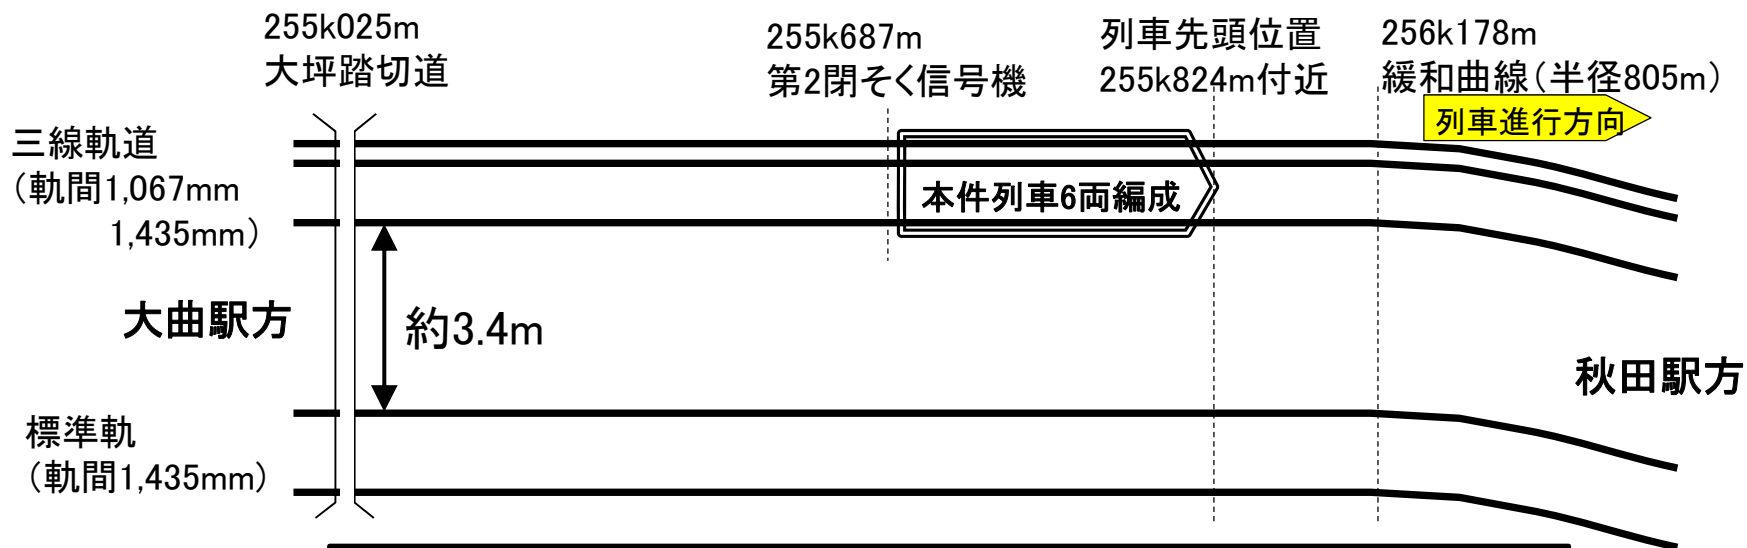 255k025m
大坪踏切道
255k687m
第2閉そく信号機
列車先頭位置
255k824m付近
256k178m
緩和曲線(半径805m)
列車進行方向
三線軌道
(軌間1,067mm
1,435mm)
本件列車6両編成
大曲駅方
約3.4m
秋田駅方
標準軌
(軌間1,435mm)